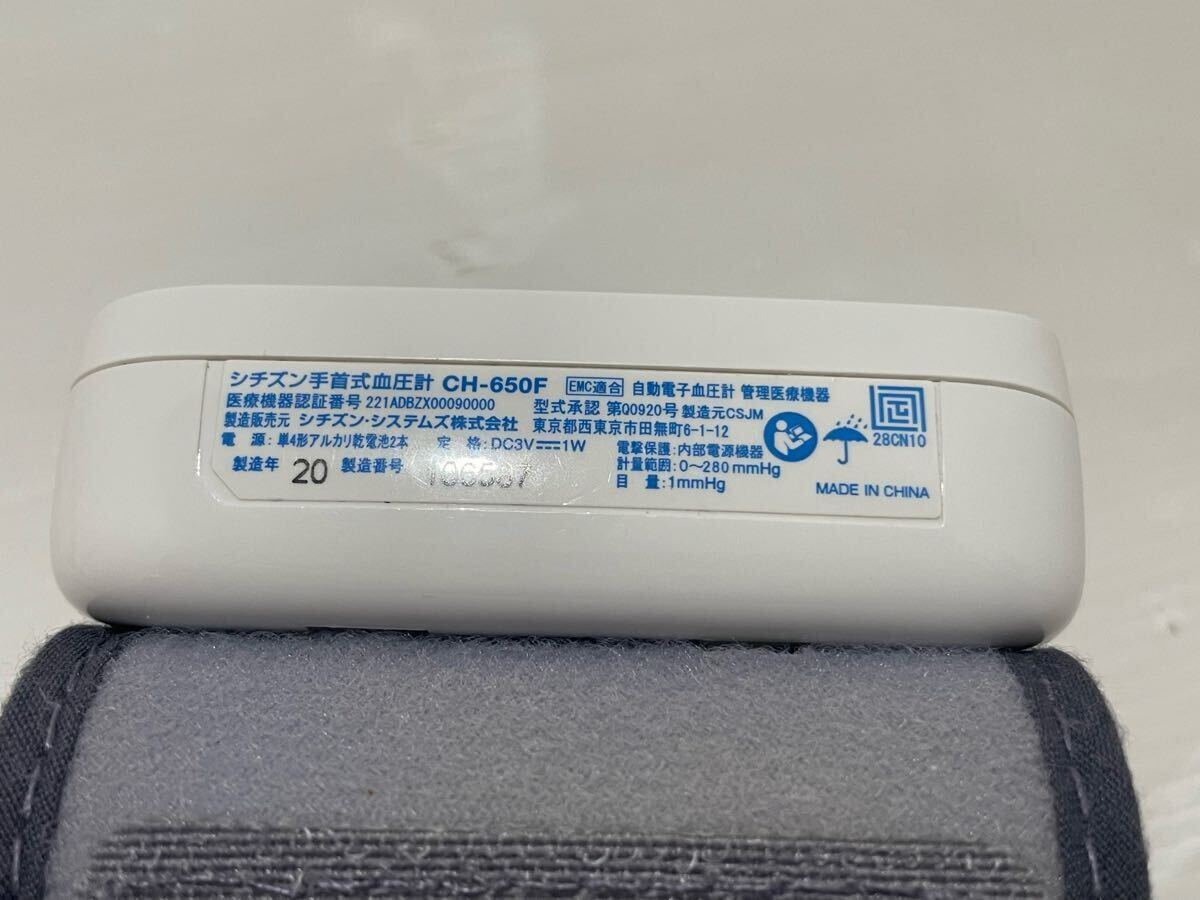 シチズン手首式血圧計 CH-650F EMC適合 自動電子血圧計 管理医療機器
医療機器認証番号 221ADBZX00090000 型式承認 第Q0920号 製造元CSJM
製造販売元 シチズン・システムズ株式会社 東京都西東京市田無町6-1-12
28CN10
電 源:単4形アルカリ乾電池2本 定 格:DC3V⎓1W 電撃保護:内部電源機器
計量範囲:0～280mmHg
製造年 20 製造番号
目 量:1mmHg
MADE IN CHINA